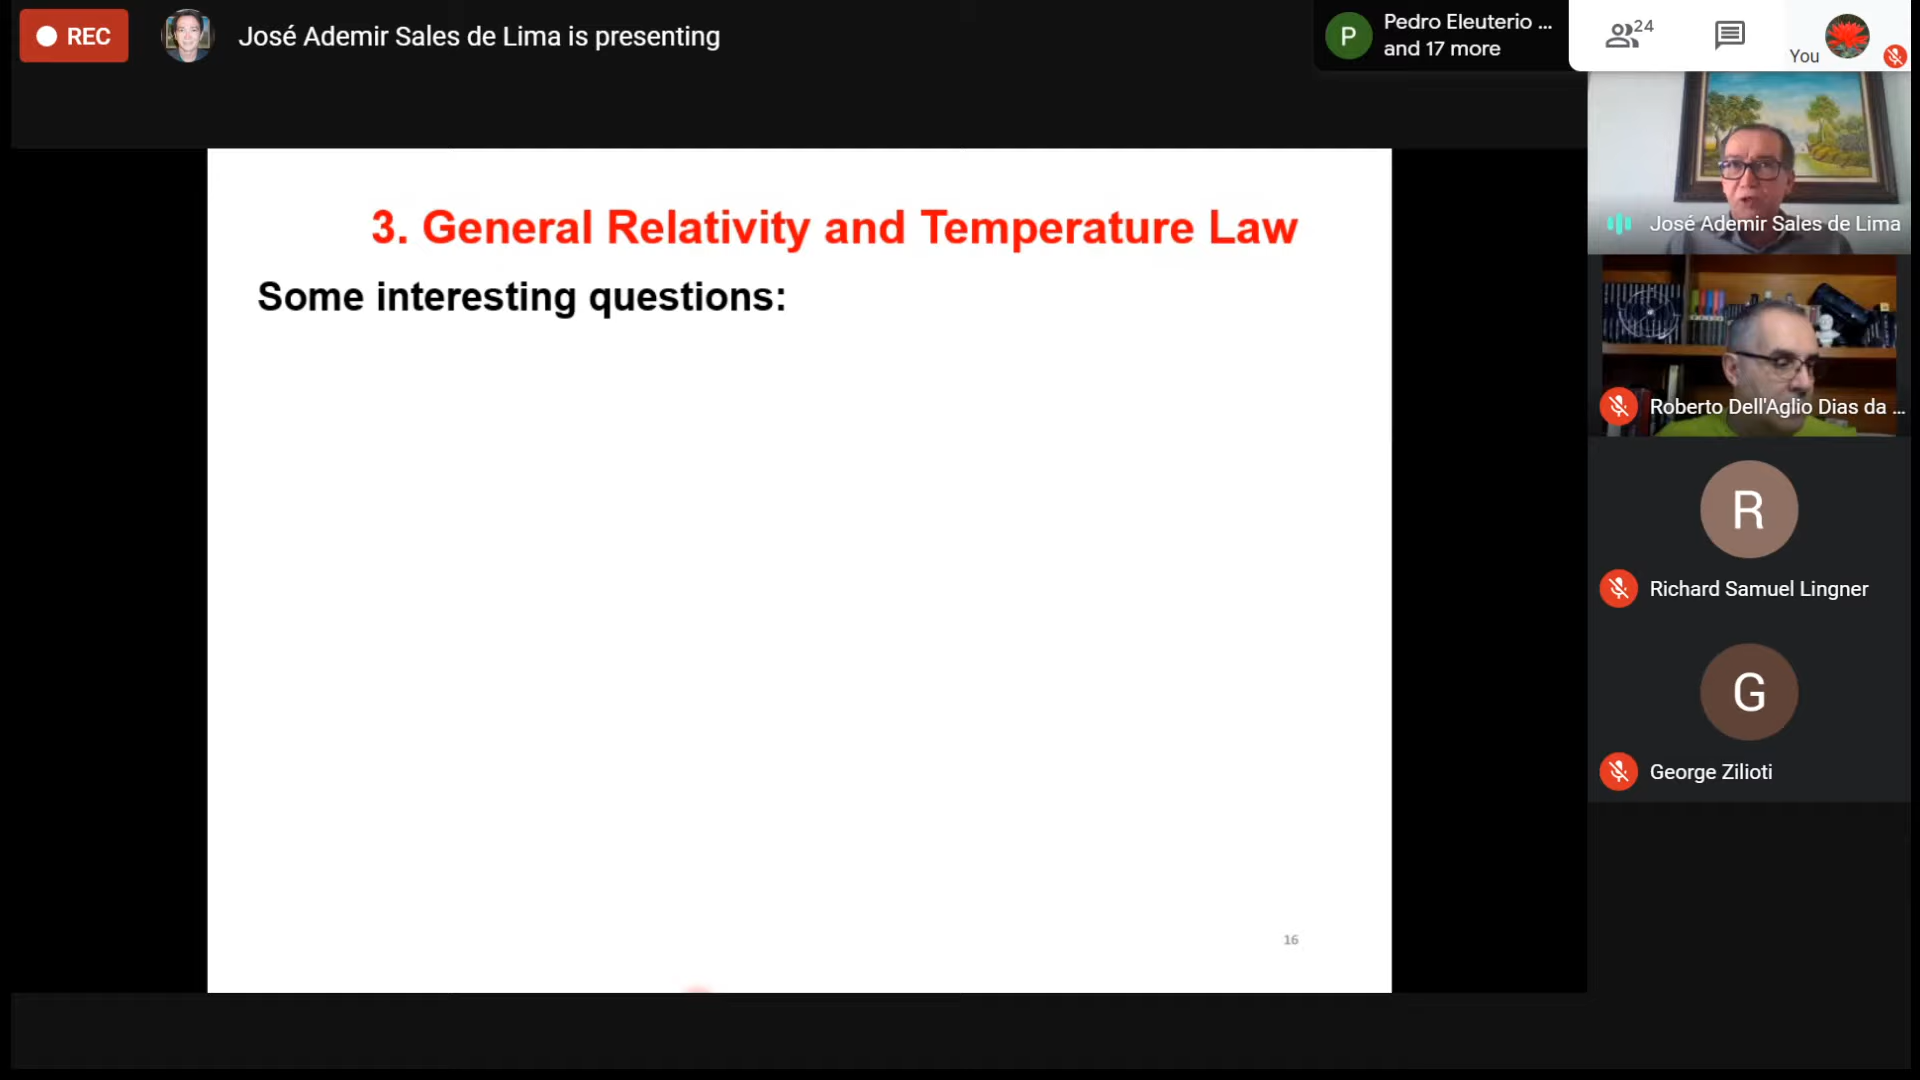 REC
José Ademir Sales de Lima is presenting
P
Pedro Eleuterio ...
and 17 more
24
You
3. General Relativity and Temperature Law
Some interesting questions:
16
José Ademir Sales de Lima
Roberto Dell'Aglio Dias da ...
R
Richard Samuel Lingner
G
George Zilioti